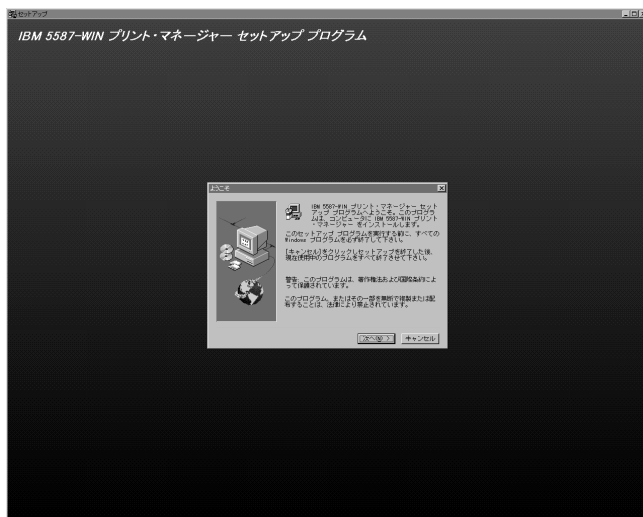 セットアップ
IBM 5587-WIN プリント・マネージャー セットアップ プログラム
ようこそ
IBM 5587-WIN プリント・マネージャー セット
アップ プログラムへようこそ。このプログラ
ムは、コンピュータに IBM 5587-WIN プリント
・マネージャー をインストールします。
このセットアップ プログラムを実行する前に、すべての
Windows プログラムを必ず終了して下さい。
[キャンセル]をクリックしセットアップを終了した後、
現在使用中のプログラムをすべて終了させて下さい。
警告: このプログラムは、著作権法および国際条約によ
って保護されています。
このプログラム、またはその一部を無断で複製または配
布することは、法律により禁止されています。
次へ(N) >
キャンセル